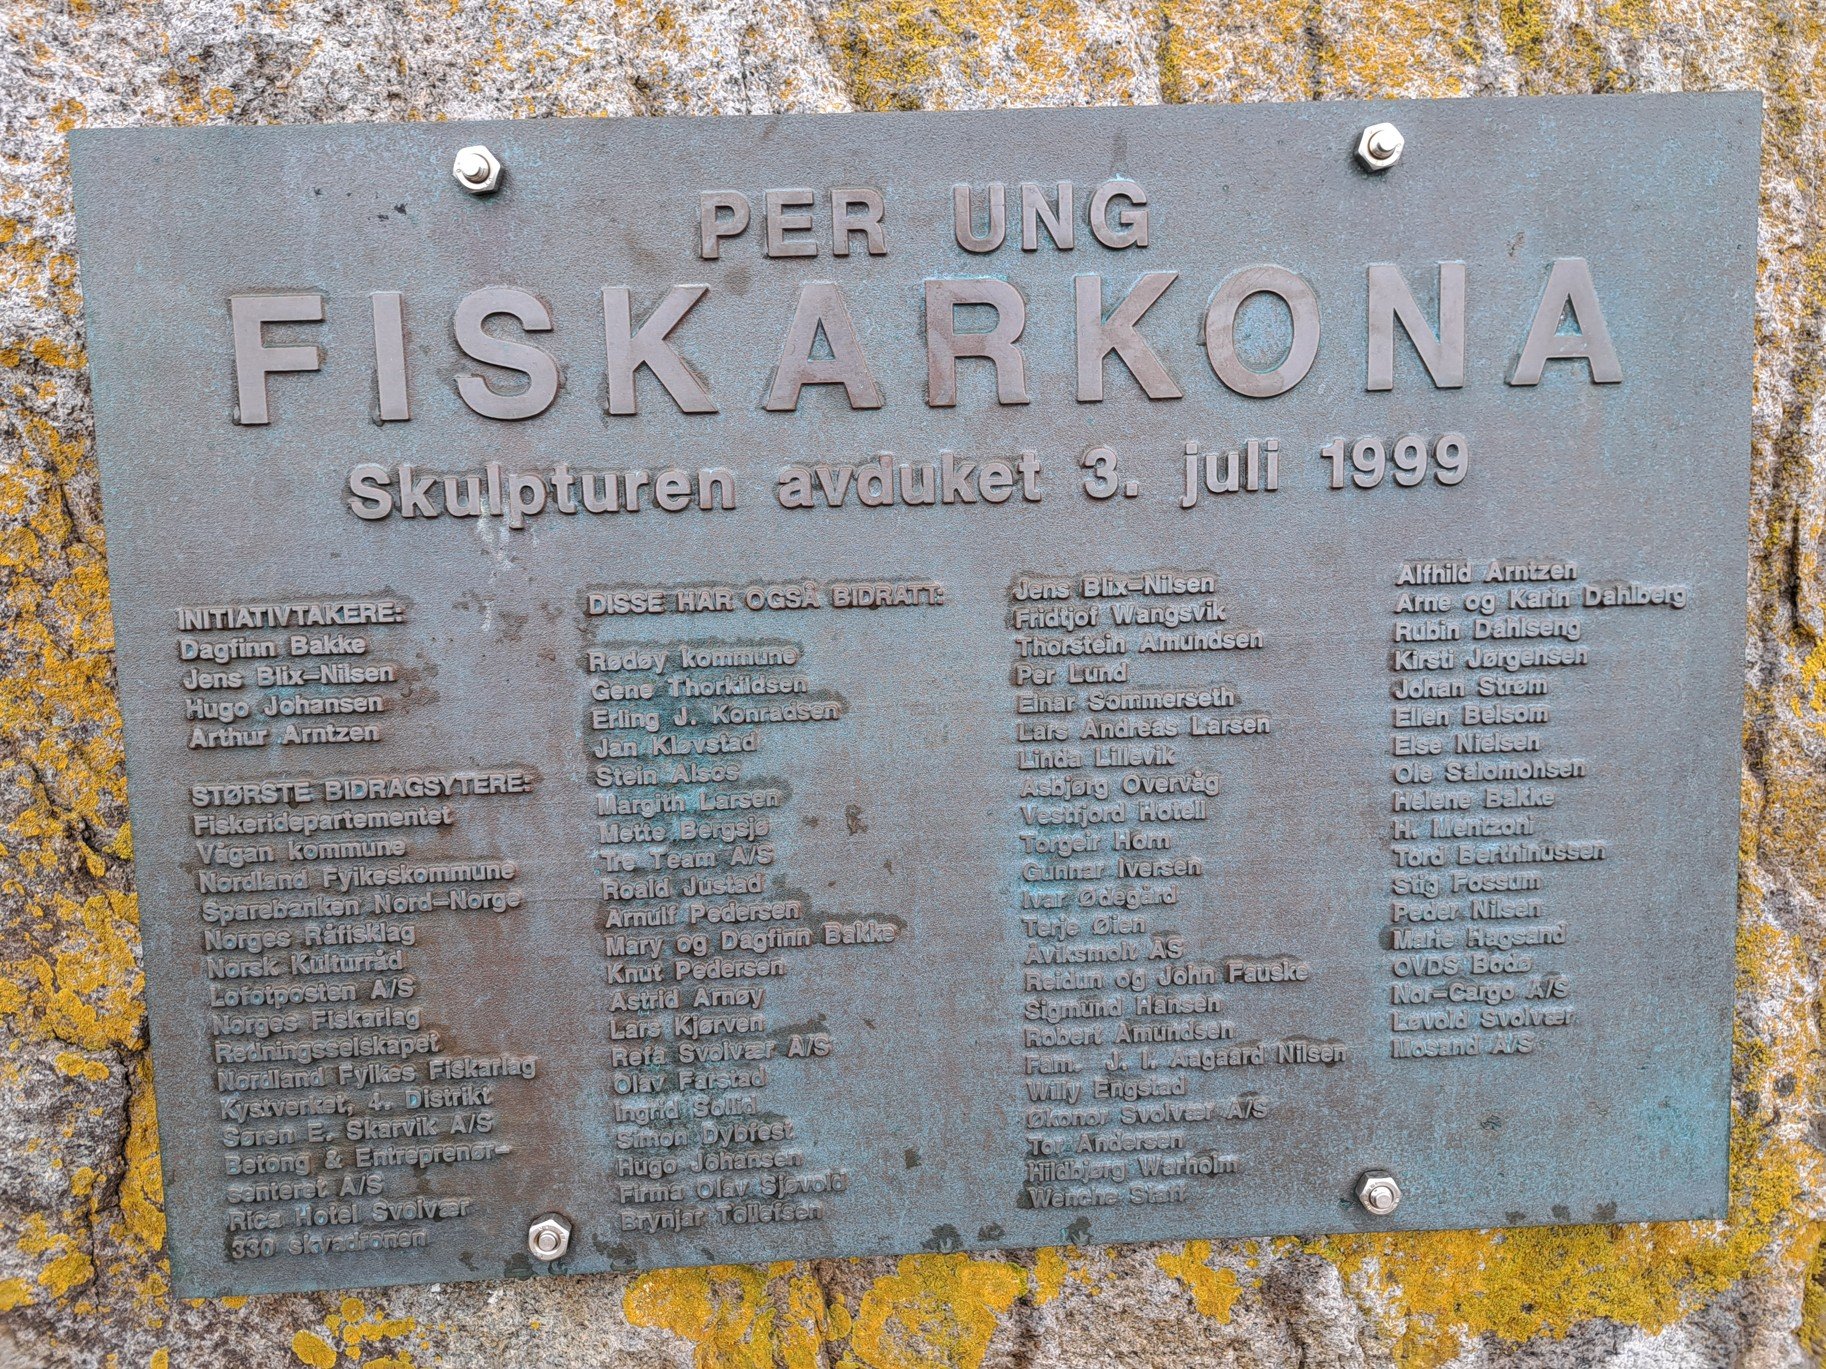 PER UNG
FISKARKONA
Skulpturen avduket 3. juli 1999
INITIATIVTAKERE:
Dagfinn Bakke
Jens Blix-Nilsen
Hugo Johansen
Arthur Arntzen
STØRSTE BIDRAGSYTERE:
Fiskeridepartementet
Vågan kommune
Nordland Fylkeskommune
Sparebanken Nord-Norge
Norges Råfisklag
Norsk Kulturråd
Lofotposten A/S
Norges Fiskarlag
Redningsselskapet
Nordland Fylkes Fiskarlag
Kystverket, 4. Distrikt
Søren E. Skarvik A/S
Betong & Entreprenør-
senteret A/S
Rica Hotel Svolvær
330 skvadronen
DISSE HAR OGSÅ BIDRATT:
Rødøy kommune
Gene Thorkildsen
Erling J. Konradsen
Jan Kløvstad
Stein Alsos
Margith Larsen
Mette Bergsjø
Tre Team A/S
Roald Justad
Arnulf Pedersen
Mary og Dagfinn Bakke
Knut Pedersen
Astrid Arnøy
Lars Kjørven
Refa Svolvær A/S
Olav Farstad
Ingrid Sollid
Simon Dybfest
Hugo Johansen
Firma Olav Sjøvold
Brynjar Tollefsen
Jens Blix-Nilsen
Fridtjof Wangsvik
Thorstein Amundsen
Per Lund
Einar Sommerseth
Lars Andreas Larsen
Linda Lillevik
Asbjørg Overvåg
Vestfjord Hotell
Torgeir Horn
Gunnar Iversen
Ivar Ødegård
Terje Øien
Åviksmolv AS
Reidun og John Fauske
Sigmund Hansen
Robert Amundsen
Fam. J. I. Aagaard Nilsen
Willy Engstad
Økonor Svolvær A/S
Tor Andersen
Hildbjørg Warholm
Wenche Starr
Alfhild Arntzen
Arne og Karin Dahlberg
Rubin Dahlseng
Kirsti Jørgensen
Johan Strøm
Ellen Belsom
Else Nielsen
Ole Salomonsen
Helene Bakke
H. Mentzoni
Tord Berthinussen
Stig Fossum
Peder Nilsen
Marie Hagsand
OVDS Bodø
Nor-Cargo A/S
Løvold Svolvær
Mosand A/S